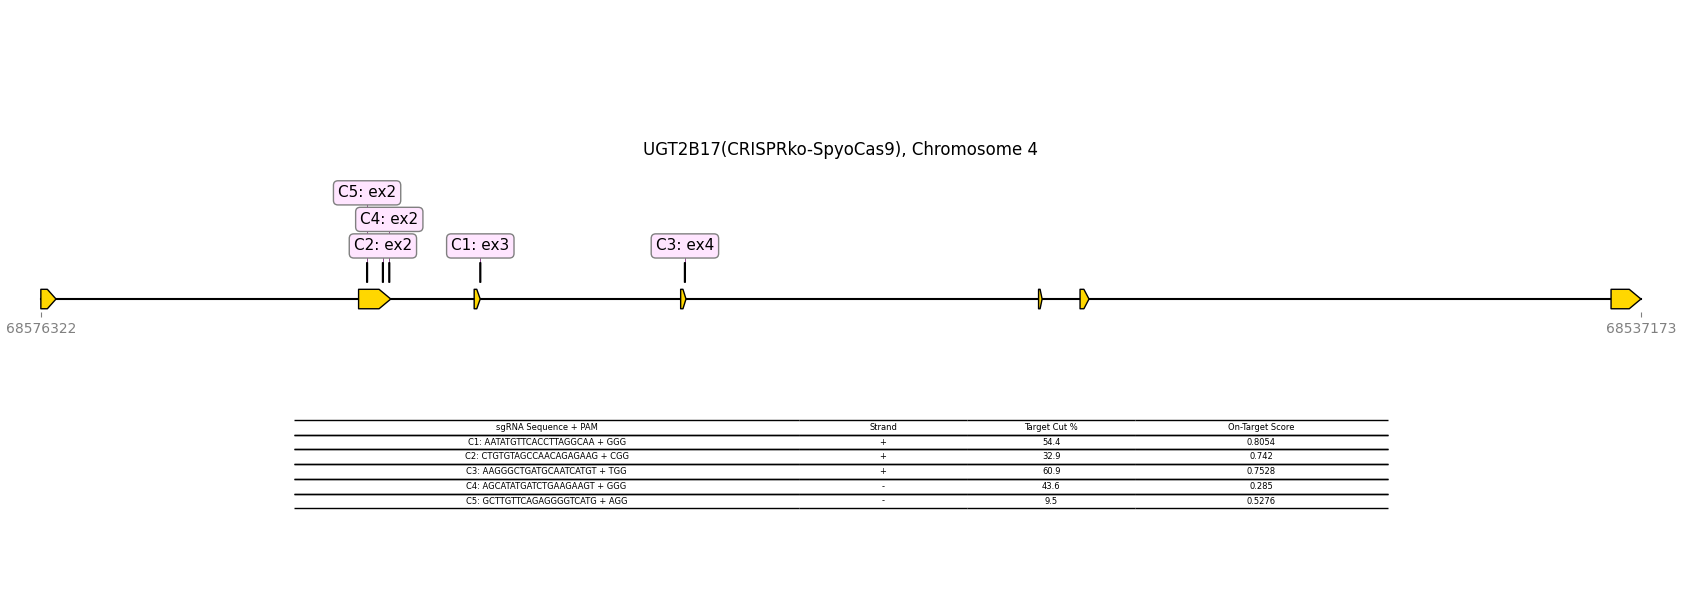 UGT2B17(CRISPRko-SpyoCas9), Chromosome 4
C5: ex2
C4: ex2
C2: ex2 C1: ex3 C3: ex4
68576322 68537173
sgRNA Sequence + PAM Strand Target Cut % On-Target Score
C1: AATATGTTCACCTTAGGCAA + GGG + 54.4 0.8054
C2: CTGTGTAGCCAACAGAGAAG + CGG + 32.9 0.742
C3: AAGGGCTGATGCAATCATGT + TGG + 60.9 0.7528
C4: AGCATATGATCTGAAGAAGT + GGG - 43.6 0.285
C5: GCTTGTTCAGAGGGGTCATG + AGG - 9.5 0.5276